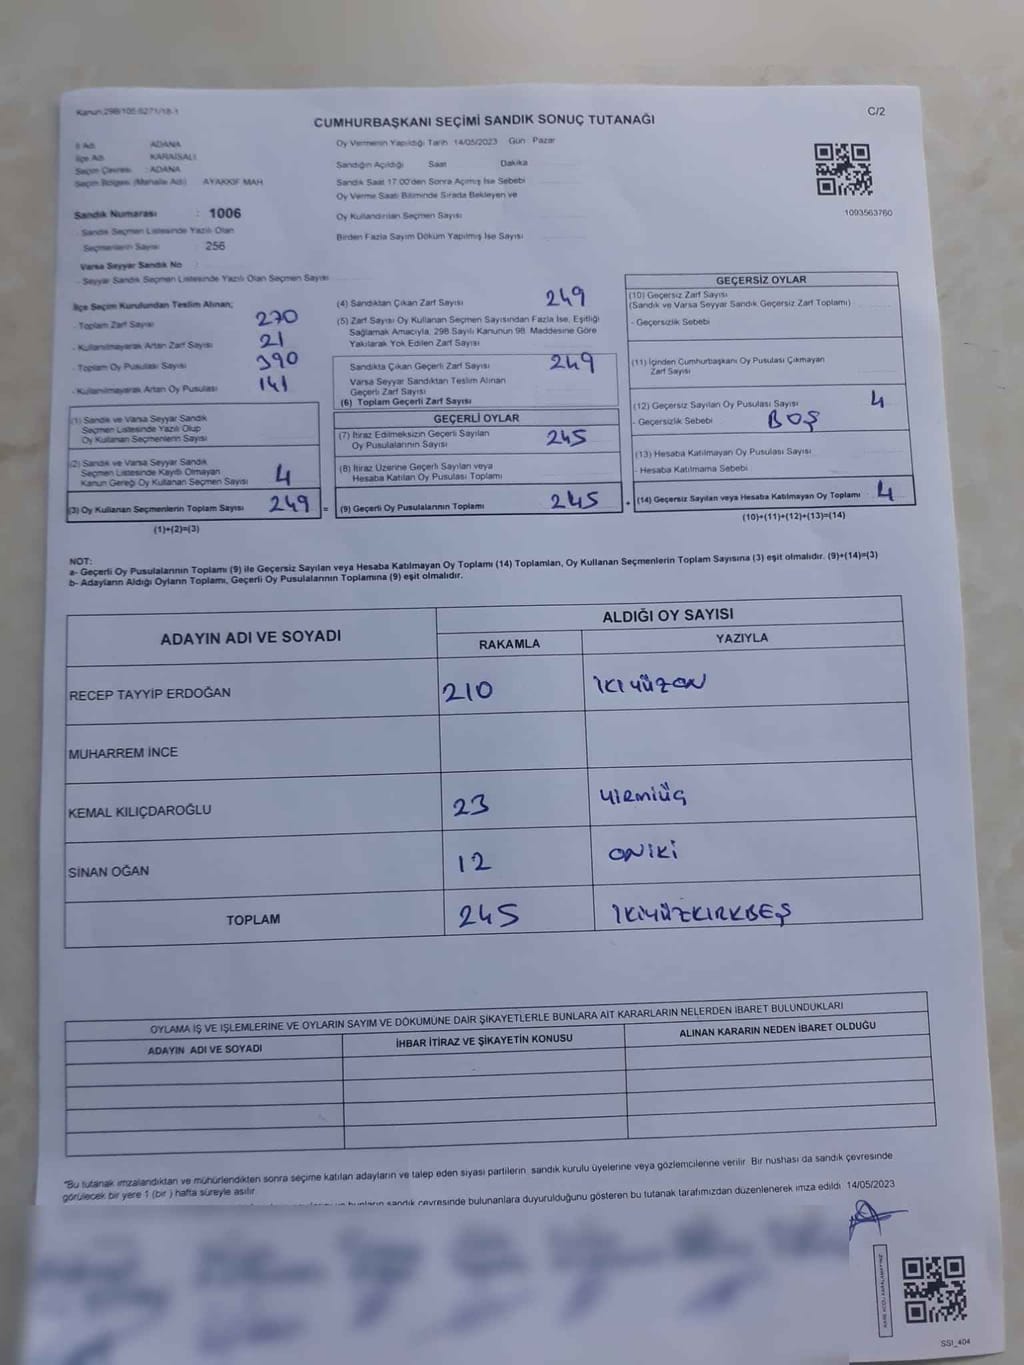 Kanun:298/105-6271/18-1
C/2
CUMHURBAŞKANI SEÇİMİ SANDIK SONUÇ TUTANAĞI
İl Adı ADANA
İlçe Adı KARAİSALI
Seçim Çevresi : ADANA
Seçim Bölgesi (Mahalle Adı) AYAKKIF MAH
Sandık Numarası : 1006
- Sandık Seçmen Listesinde Yazılı Olan
Seçmenlerin Sayısı 256
Varsa Seyyar Sandık No :
- Seyyar Sandık Seçmen Listesinde Yazılı Olan Seçmen Sayısı
Oy Vermenin Yapıldığı Tarih 14/05/2023 Gün : Pazar
Sandığın Açıldığı Saat Dakika
Sandık Saat 17:00'den Sonra Açılmış İse Sebebi
Oy Verme Saati Bitiminde Sırada Bekleyen ve
Oy Kullandırılan Seçmen Sayısı
Birden Fazla Sayım Döküm Yapılmış İse Sayısı
1093563760
İlçe Seçim Kurulundan Teslim Alınan;
- Toplam Zarf Sayısı 270
- Kullanılmayarak Artan Zarf Sayısı 21
- Toplam Oy Pusulası Sayısı 390
- Kullanılmayarak Artan Oy Pusulası 141
(1) Sandık ve Varsa Seyyar Sandık
Seçmen Listesinde Yazılı Olup
Oy Kullanan Seçmenlerin Sayısı
(2) Sandık ve Varsa Seyyar Sandık
Seçmen Listesinde Kayıtlı Olmayan
Kanun Gereği Oy Kullanan Seçmen Sayısı 4
(3) Oy Kullanan Seçmenlerin Toplam Sayısı 249 =
(1)+(2)=(3)
(4) Sandıktan Çıkan Zarf Sayısı 249
(5) Zarf Sayısı Oy Kullanan Seçmen Sayısından Fazla İse, Eşitliği
Sağlamak Amacıyla, 298 Sayılı Kanunun 98. Maddesine Göre
Yakılarak Yok Edilen Zarf Sayısı
Sandıkta Çıkan Geçerli Zarf Sayısı 249
Varsa Seyyar Sandıktan Teslim Alınan
Geçerli Zarf Sayısı
(6) Toplam Geçerli Zarf Sayısı
GEÇERLİ OYLAR
(7) İtiraz Edilmeksizin Geçerli Sayılan
Oy Pusulalarının Sayısı 245
(8) İtiraz Üzerine Geçerli Sayılan veya
Hesaba Katılan Oy Pusulası Toplamı
(9) Geçerli Oy Pusulalarının Toplamı 245 +
GEÇERSİZ OYLAR
(10) Geçersiz Zarf Sayısı
(Sandık ve Varsa Seyyar Sandık Geçersiz Zarf Toplamı)
- Geçersizlik Sebebi
(11) İçinden Cumhurbaşkanı Oy Pusulası Çıkmayan
Zarf Sayısı
(12) Geçersiz Sayılan Oy Pusulası Sayısı 4
- Geçersizlik Sebebi BOŞ
(13) Hesaba Katılmayan Oy Pusulası Sayısı
- Hesaba Katılmama Sebebi
(14) Geçersiz Sayılan veya Hesaba Katılmayan Oy Toplamı 4
(10)+(11)+(12)+(13)=(14)
NOT:
a- Geçerli Oy Pusulalarının Toplamı (9) ile Geçersiz Sayılan veya Hesaba Katılmayan Oy Toplamı (14) Toplamları, Oy Kullanan Seçmenlerin Toplam Sayısına (3) eşit olmalıdır. (9)+(14)=(3)
b- Adayların Aldığı Oyların Toplamı, Geçerli Oy Pusulalarının Toplamına (9) eşit olmalıdır.
ADAYIN ADI VE SOYADI ALDIĞI OY SAYISI
RAKAMLA YAZIYLA
RECEP TAYYİP ERDOĞAN 210 İKİYÜZON
MUHARREM İNCE
KEMAL KILIÇDAROĞLU 23 YİRMİÜÇ
SİNAN OĞAN 12 ONİKİ
TOPLAM 245 İKİYÜZKIRKBEŞ
OYLAMA İŞ VE İŞLEMLERİNE VE OYLARIN SAYIM VE DÖKÜMÜNE DAİR ŞİKAYETLERLE BUNLARA AİT KARARLARIN NELERDEN İBARET BULUNDUKLARI
ADAYIN ADI VE SOYADI İHBAR İTİRAZ VE ŞİKAYETİN KONUSU ALINAN KARARIN NEDEN İBARET OLDUĞU
*Bu tutanak imzalandıktan ve mühürlendikten sonra seçime katılan adayların ve talep eden siyasi partilerin, sandık kurulu üyelerine veya gözlemcilerine verilir. Bir nushası da sandık çevresinde
görülecek bir yere 1 (bir ) hafta süreyle asılır.
bunların sandık çevresinde bulunanlara duyurulduğunu gösteren bu tutanak tarafımızdan düzenlenerek imza edildi. 14/05/2023
SSI_404